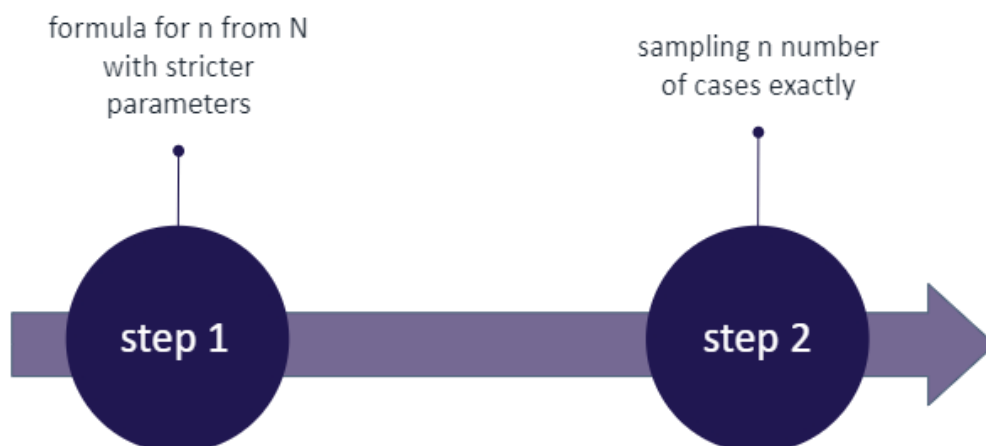 formula for n from N
with stricter
parameters
sampling n number
of cases exactly
step 1
step 2